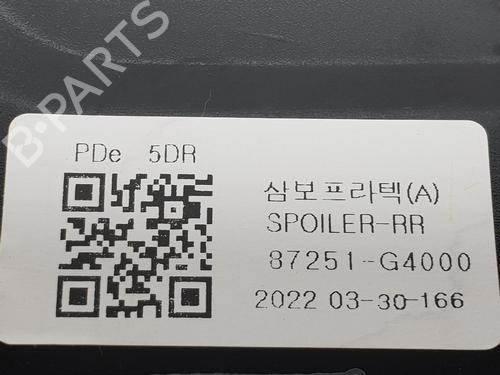 B-PARTS
PDe 5DR
삼보프라텍(A)
SPOILER-RR
87251-G4000
2022 03-30-166